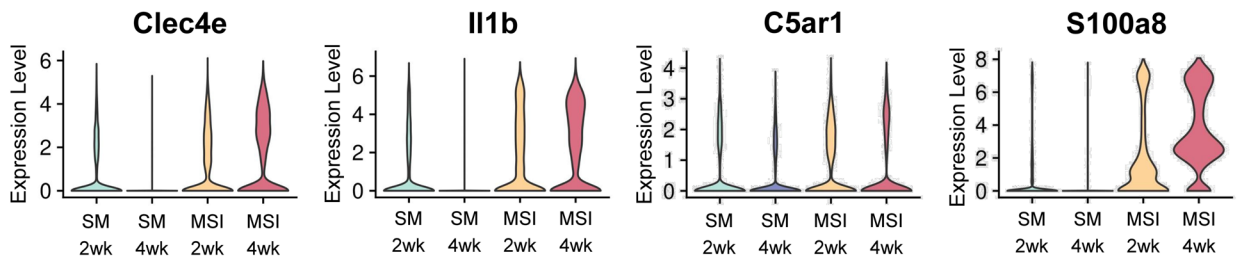 Clec4e
Expression Level
6
4
2
0
SM SM MSI MSI
2wk 4wk 2wk 4wk
Il1b
Expression Level
6
4
2
0
SM SM MSI MSI
2wk 4wk 2wk 4wk
C5ar1
Expression Level
4
3
2
1
0
SM SM MSI MSI
2wk 4wk 2wk 4wk
S100a8
Expression Level
8
6
4
2
0
SM SM MSI MSI
2wk 4wk 2wk 4wk